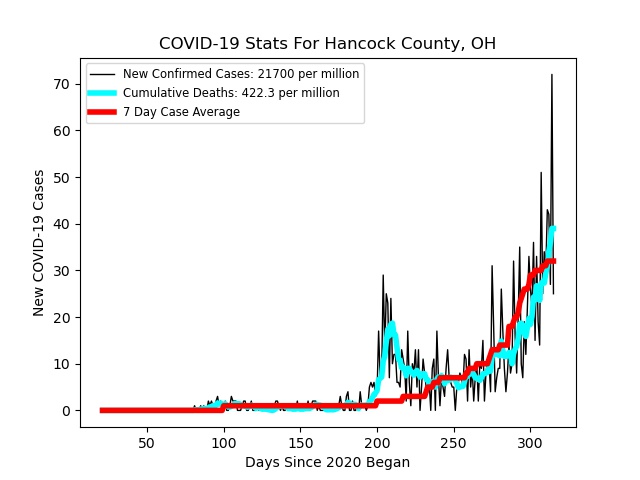 COVID-19 Stats For Hancock County, OH
New Confirmed Cases: 21700 per million
Cumulative Deaths: 422.3 per million
7 Day Case Average
New COVID-19 Cases
70
60
50
40
30
20
10
0
50 100 150 200 250 300
Days Since 2020 Began